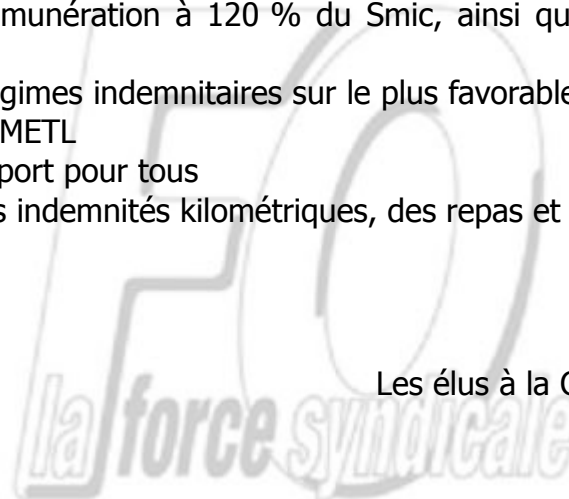 munération à 120 % du Smic, ainsi qu
gimes indemnitaires sur le plus favorable
METL
port pour tous
s indemnités kilométriques, des repas et
Les élus à la
FO
la force syndicale